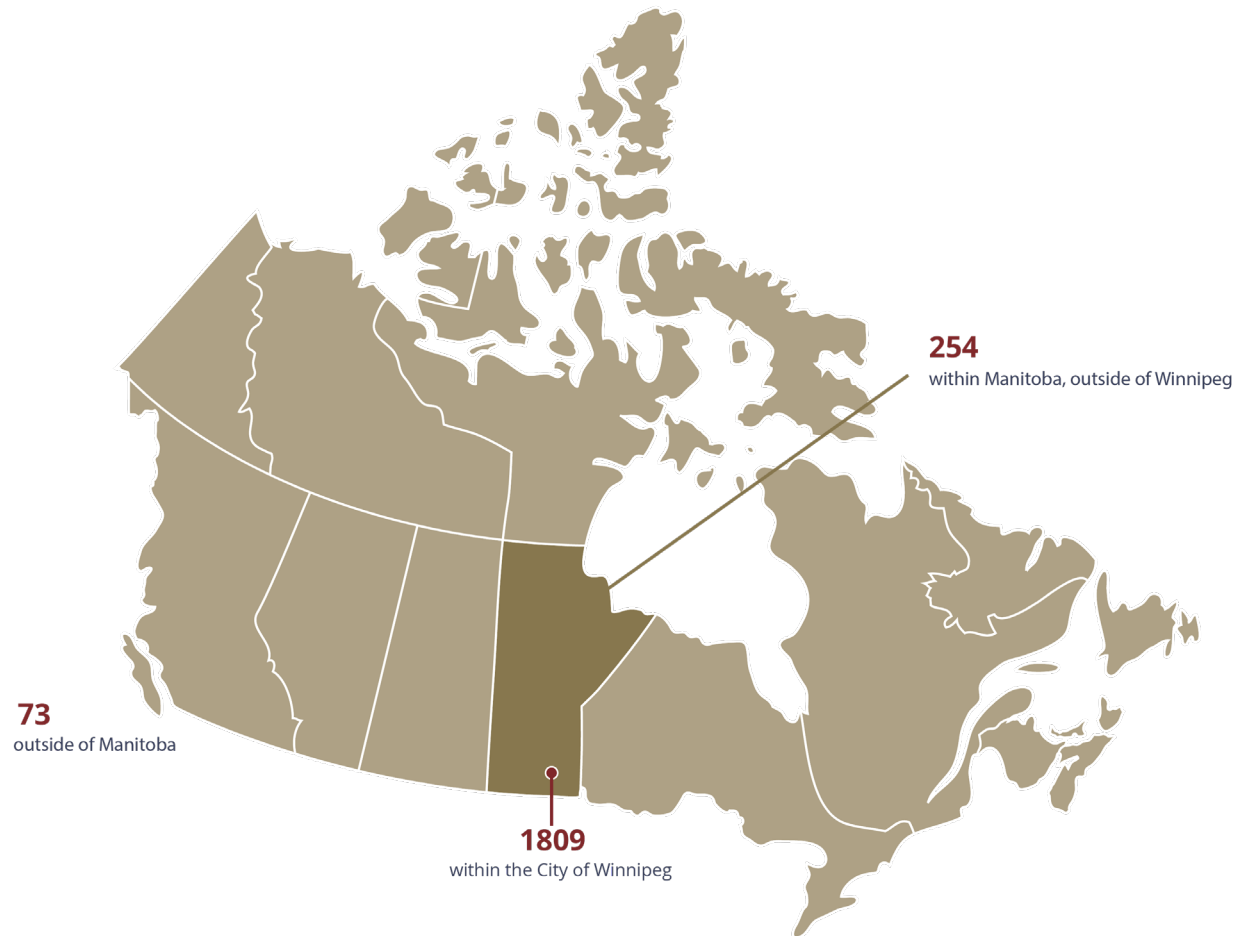 254
within Manitoba, outside of Winnipeg
73
outside of Manitoba
1809
within the City of Winnipeg